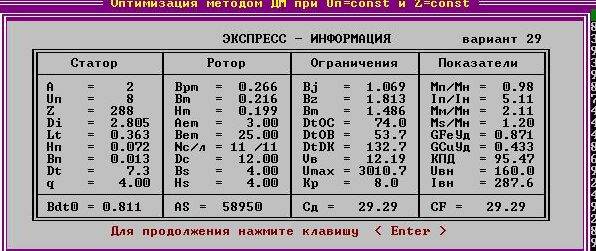 Оптимизация методом ДМ при Uп=const и Z=const
ЭКСПРЕСС - ИНФОРМАЦИЯ вариант 29
Статор Ротор Ограничения Показатели
A = 2 Bpm = 0.266 Bj = 1.069 Mп/Mн = 0.98
Uп = 8 Bm = 0.216 Bz = 1.813 Iп/Iн = 5.11
Z = 288 Hm = 0.199 Bm = 1.486 Mм/Mн = 2.11
Di = 2.805 Aem = 3.00 DtOC = 74.0 Ms/Mн = 1.20
Lt = 0.363 Bem = 25.00 DtOB = 53.7 GFeУд = 0.871
Hп = 0.072 Nc/л = 11 /11 DtDK = 132.7 GCuУд = 0.433
Bп = 0.013 Dc = 12.00 Vв = 12.19 КПД = 95.47
Dt = 7.3 Bs = 4.00 Umax = 3010.7 Uвн = 160.0
q = 4.00 Hs = 4.00 Kp = 8.0 Iвн = 287.6
Bdt0 = 0.811 AS = 58950 Сд = 29.29 CF = 29.29
Для продолжения нажмите клавишу < Enter >